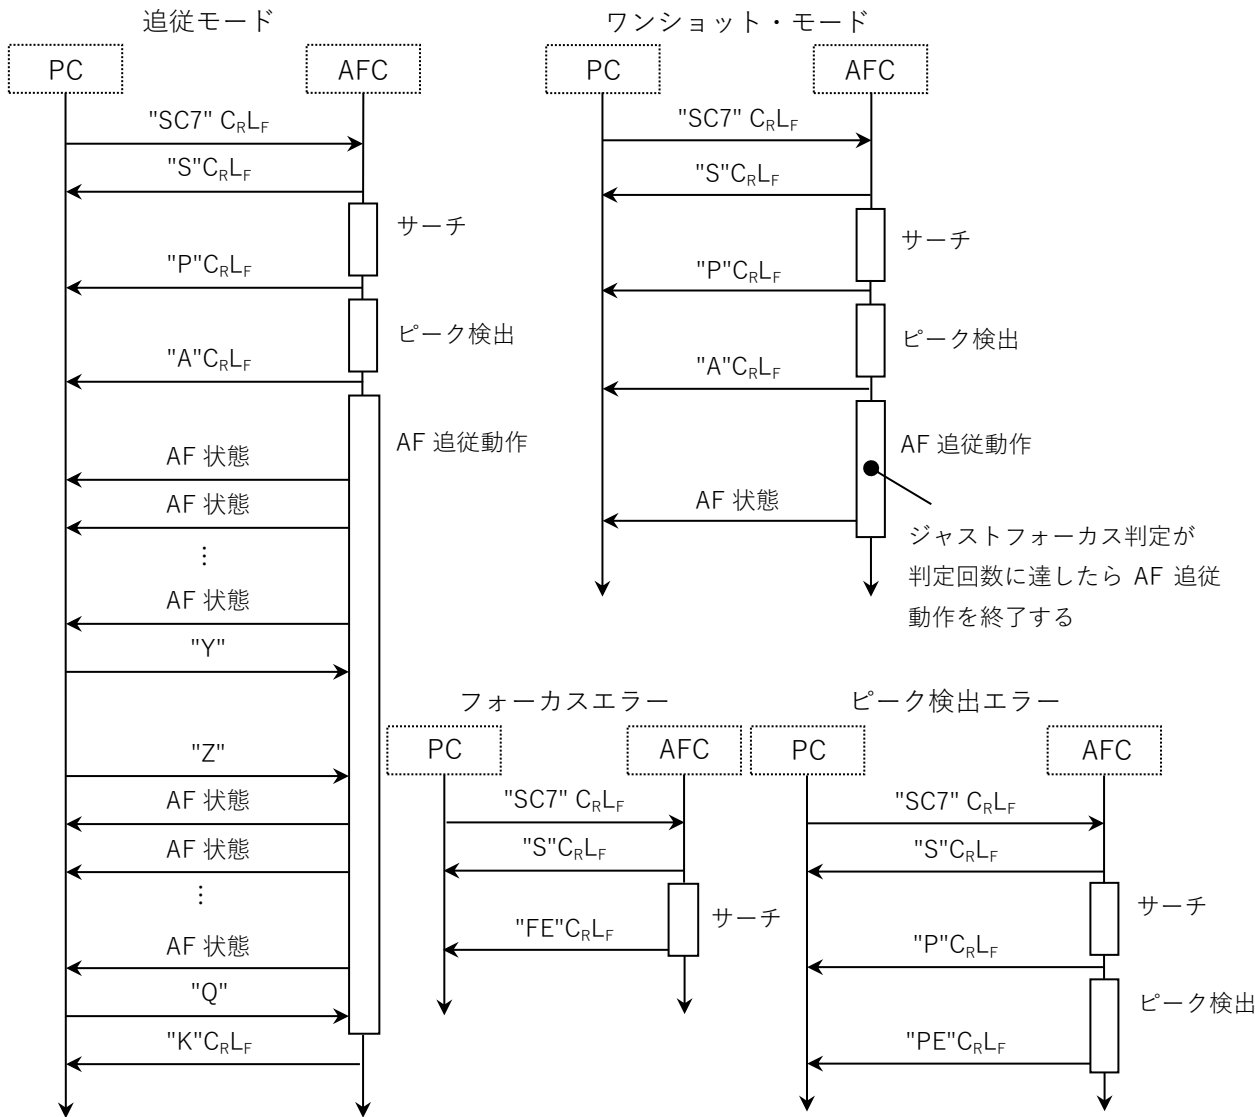 追従モード
PC
AFC
"SC7" CRLF
"S"CRLF
サーチ
"P"CRLF
ピーク検出
"A"CRLF
AF 追従動作
AF 状態
AF 状態
⋮
AF 状態
"Y"
"Z"
AF 状態
AF 状態
⋮
AF 状態
"Q"
"K"CRLF
ワンショット・モード
PC
AFC
"SC7" CRLF
"S"CRLF
サーチ
"P"CRLF
ピーク検出
"A"CRLF
AF 追従動作
AF 状態
ジャストフォーカス判定が
判定回数に達したら AF 追従
動作を終了する
フォーカスエラー
PC
AFC
"SC7" CRLF
"S"CRLF
サーチ
"FE"CRLF
ピーク検出エラー
PC
AFC
"SC7" CRLF
"S"CRLF
サーチ
"P"CRLF
ピーク検出
"PE"CRLF